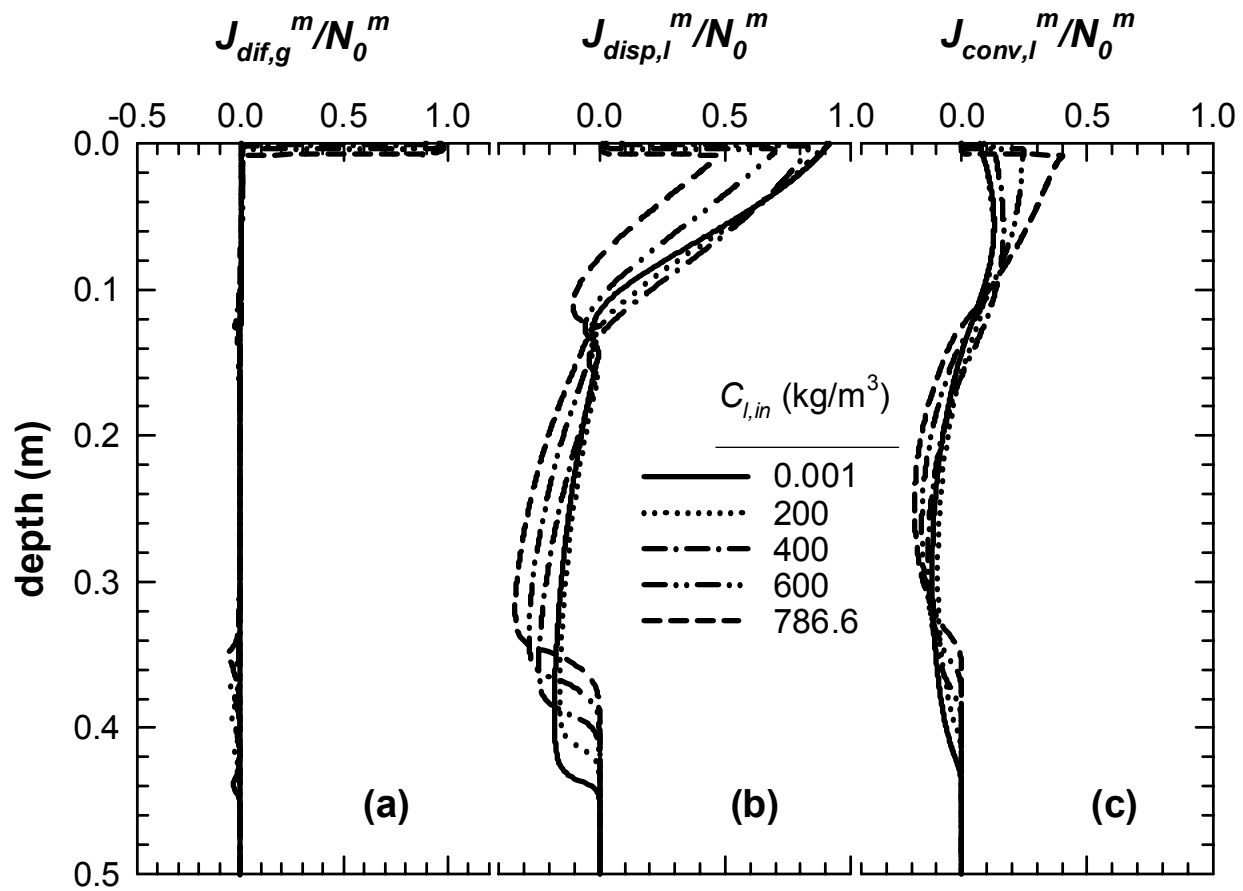 J_dif,g^m/N_0^m J_disp,l^m/N_0^m J_conv,l^m/N_0^m
-0.5 0.0 0.5 1.0 0.0 0.5 1.0 0.0 0.5 1.0
0.0
0.1
0.2
0.3
0.4
0.5
depth (m)
C_l,in (kg/m³)
0.001
200
400
600
786.6
(a) (b) (c)